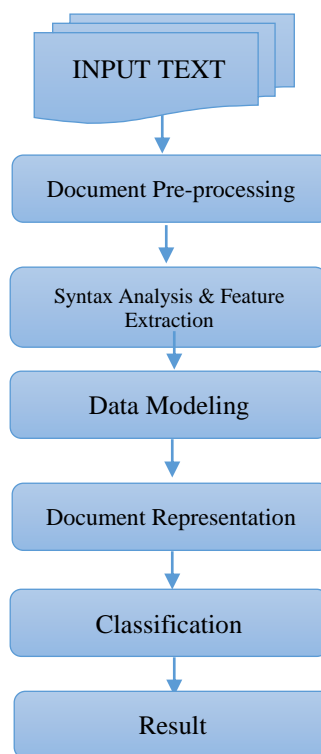 INPUT TEXT
Document Pre-processing
Syntax Analysis & Feature
Extraction
Data Modeling
Document Representation
Classification
Result